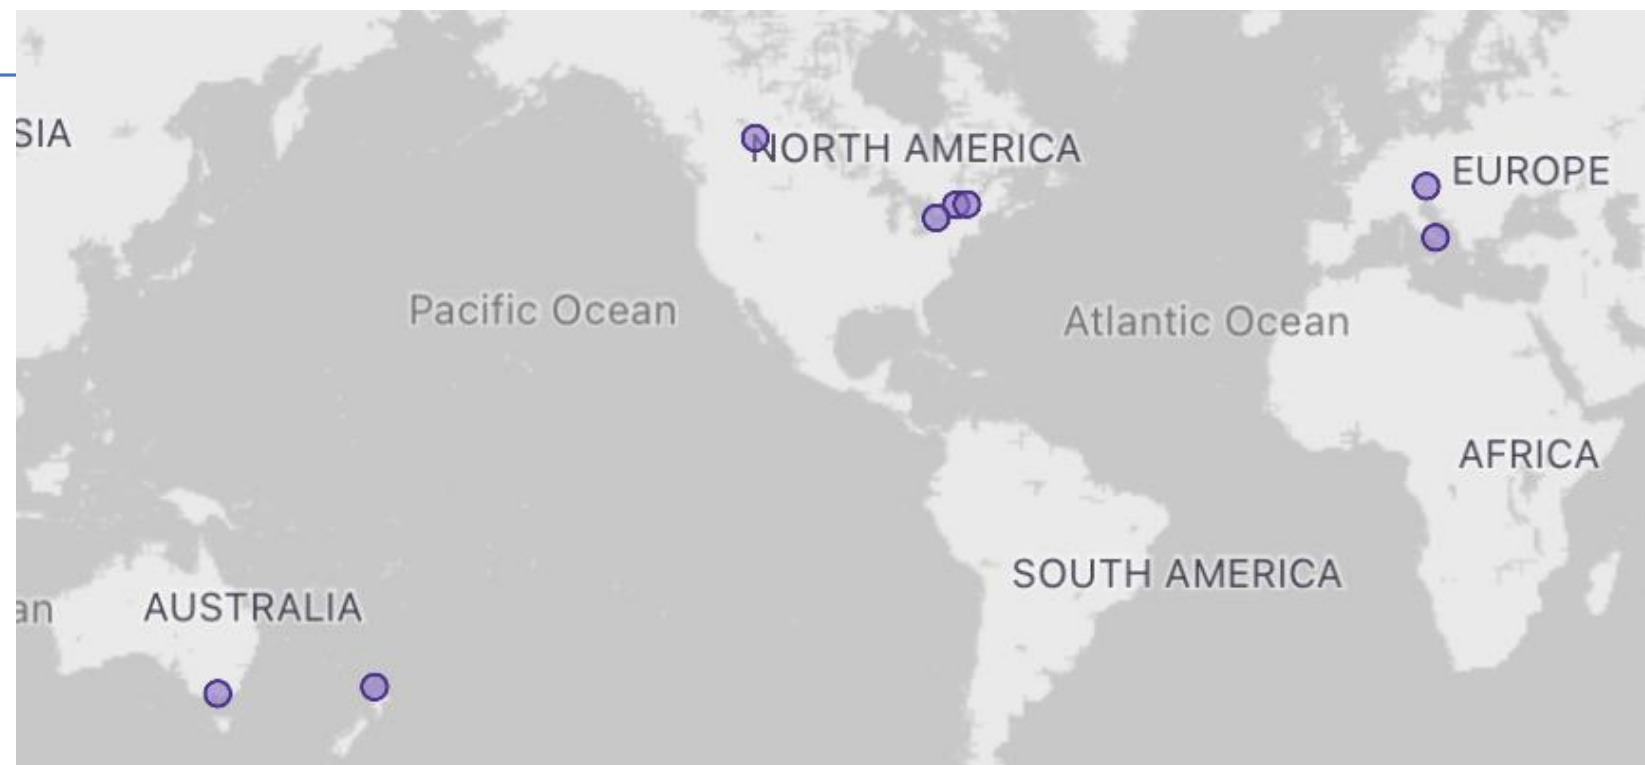 SIA
NORTH AMERICA
EUROPE
Pacific Ocean
Atlantic Ocean
AFRICA
SOUTH AMERICA
an
AUSTRALIA